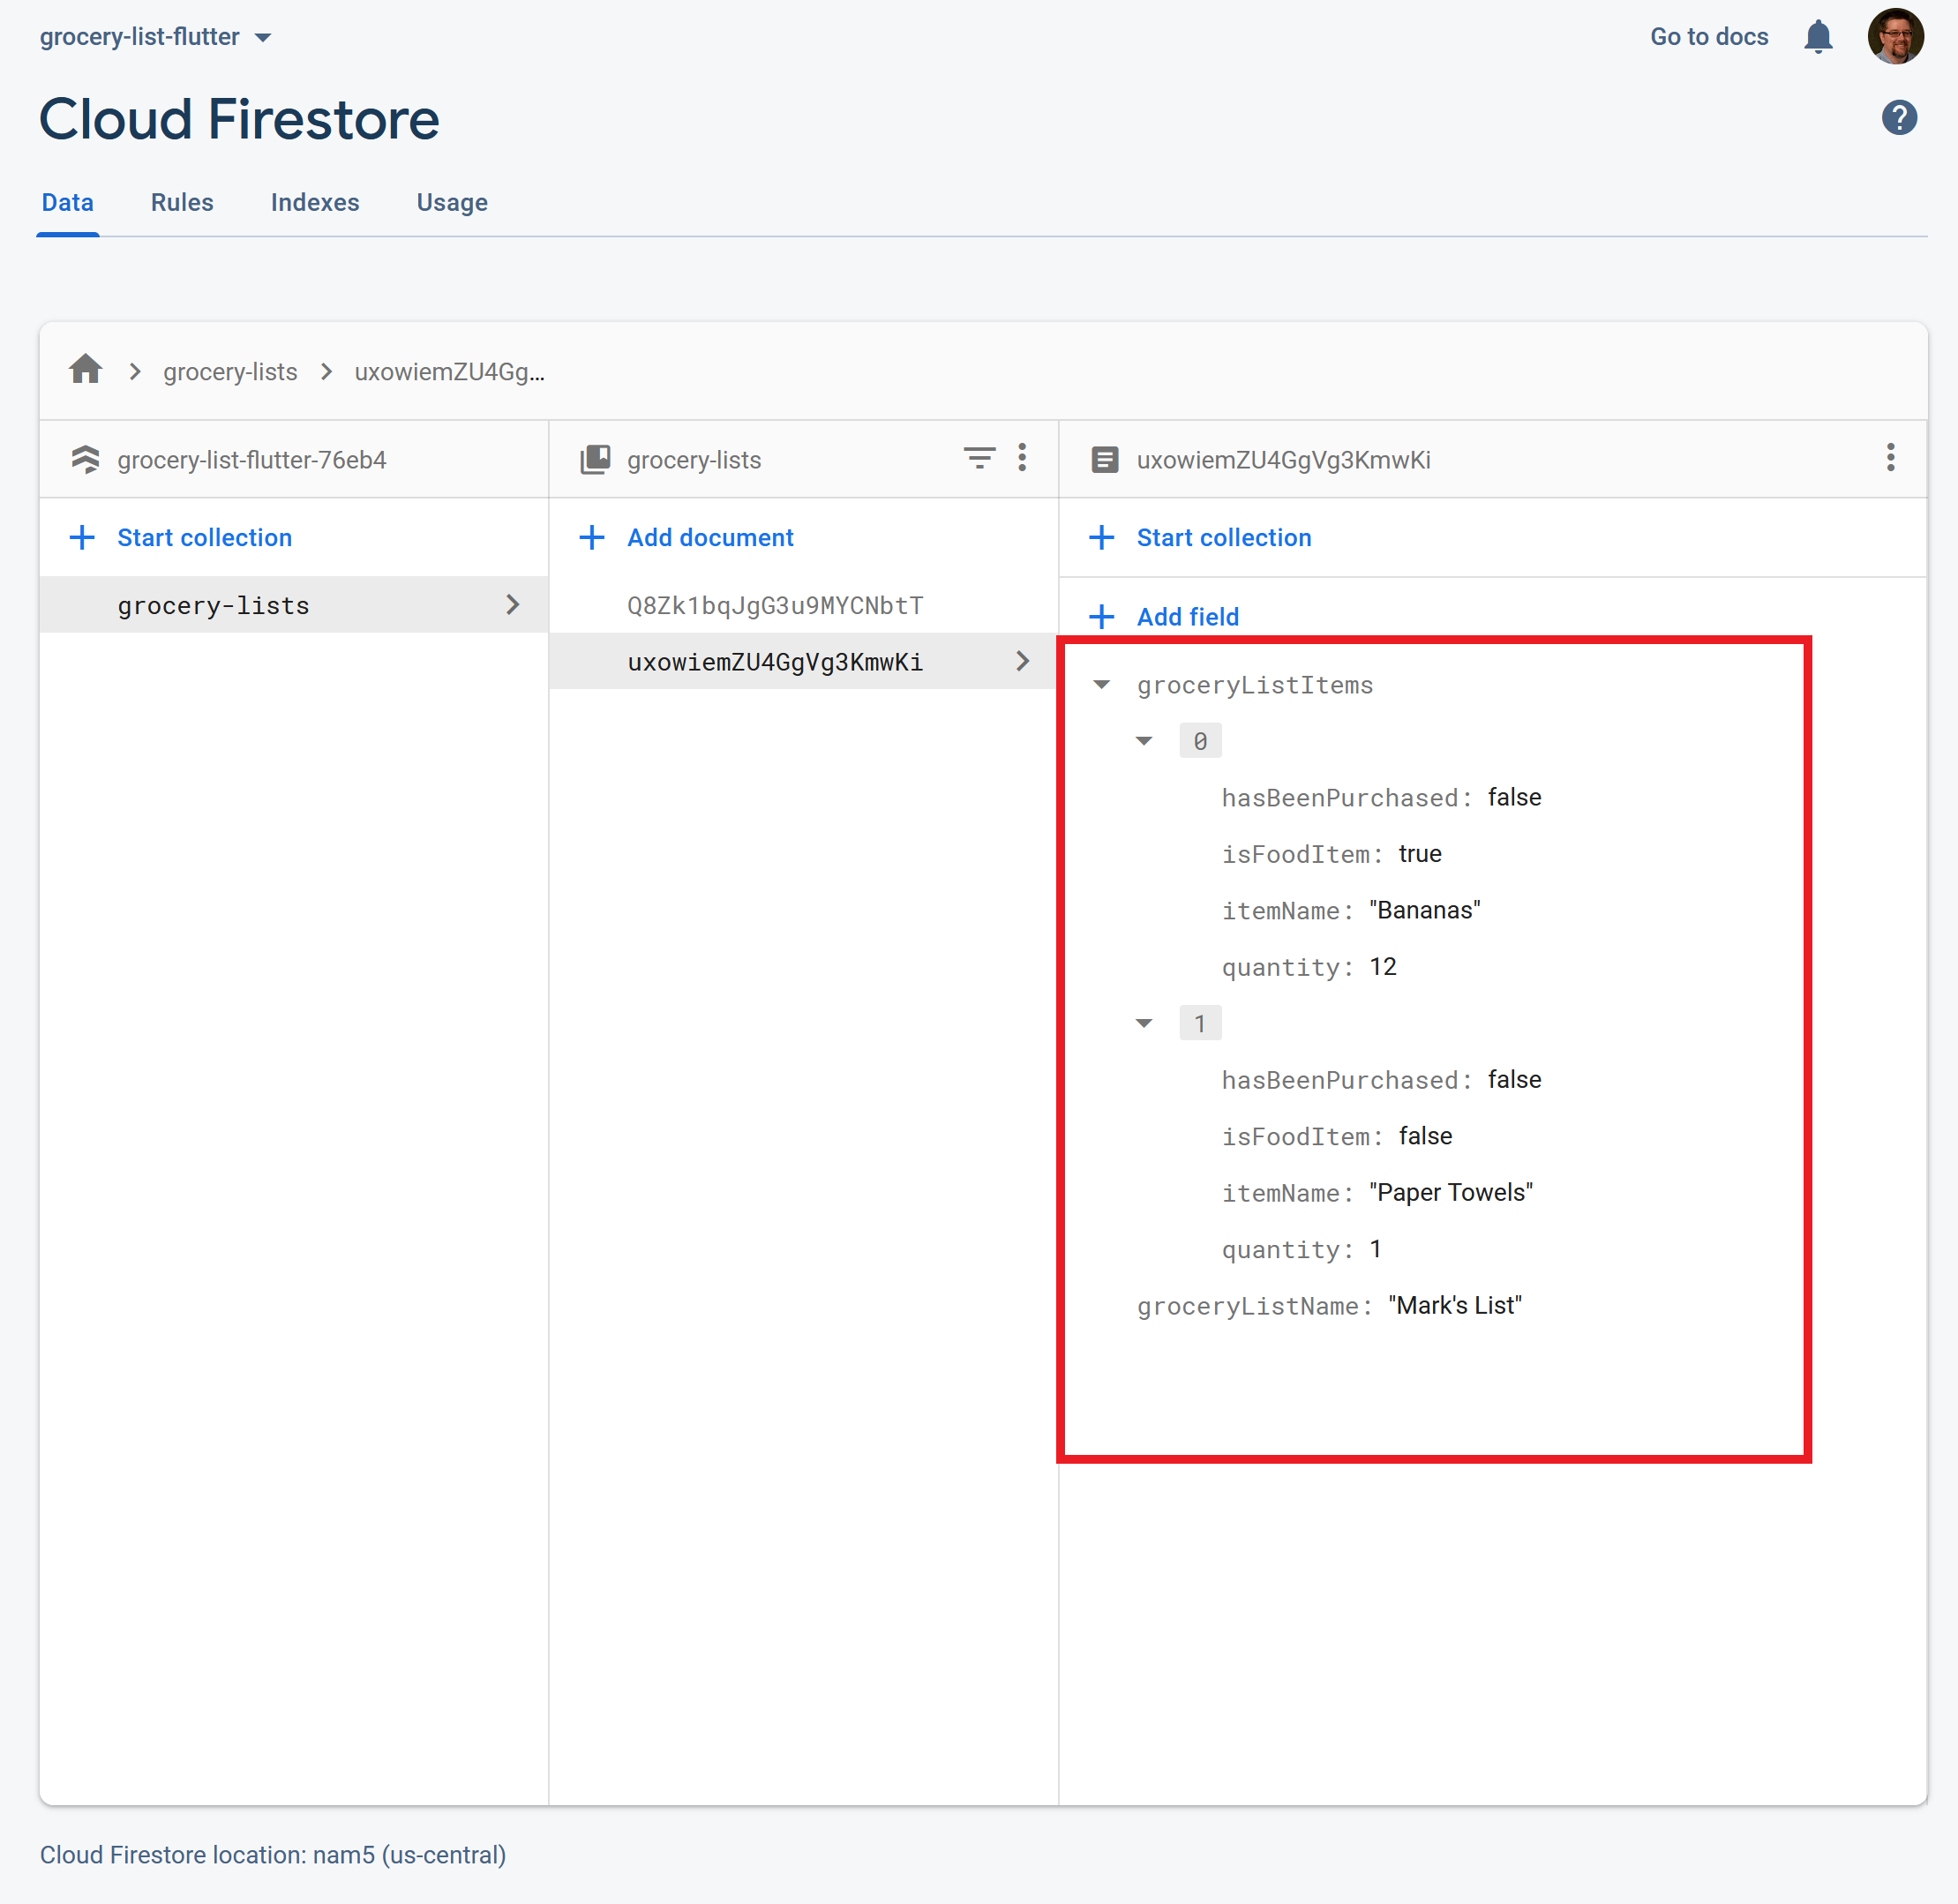 grocery-list-flutter
Go to docs
Cloud Firestore
?
Data Rules Indexes Usage
grocery-lists uxowiemZU4Gg...
grocery-list-flutter-76eb4
grocery-lists
uxowiemZU4GgVg3KmwKi
+ Start collection
+ Add document
+ Start collection
grocery-lists
Q8Zk1bqJgG3u9MYCNbtT
uxowiemZU4GgVg3KmwKi
+ Add field
groceryListItems
0
hasBeenPurchased: false
isFoodItem: true
itemName: "Bananas"
quantity: 12
1
hasBeenPurchased: false
isFoodItem: false
itemName: "Paper Towels"
quantity: 1
groceryListName: "Mark's List"
Cloud Firestore location: nam5 (us-central)